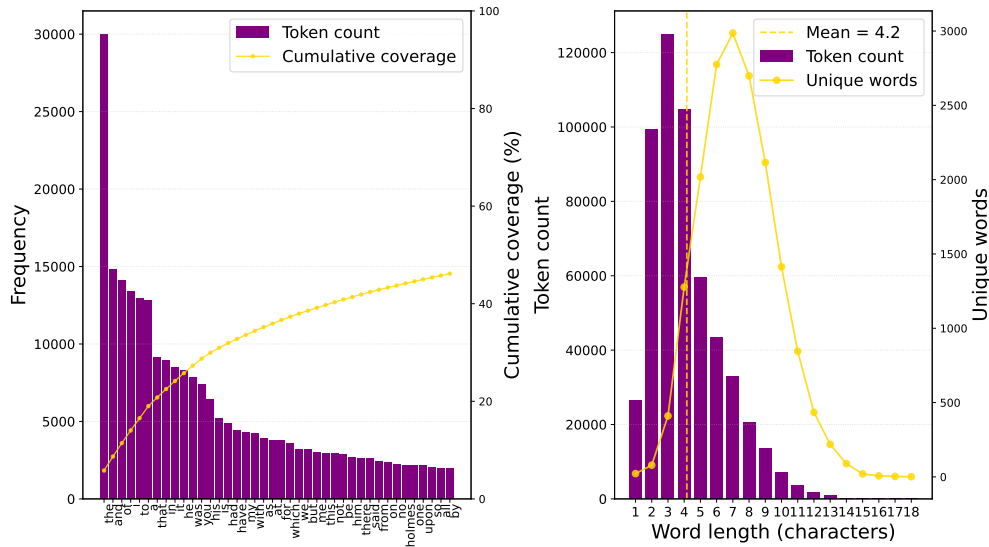 Token count
Cumulative coverage
30000
25000
20000
15000
10000
5000
0
Frequency
100
80
60
40
20
0
Cumulative coverage (%)
the
and
of
i
to
a
that
in
it
he
was
you
his
is
had
have
my
with
as
at
for
which
we
but
me
this
not
be
him
there
said
from
on
no
holmes
one
upon
so
all
by
Mean = 4.2
Token count
Unique words
120000
100000
80000
60000
40000
20000
0
Token count
3000
2500
2000
1500
1000
500
0
Unique words
1 2 3 4 5 6 7 8 9 10 11 12 13 14 15 16 17 18
Word length (characters)